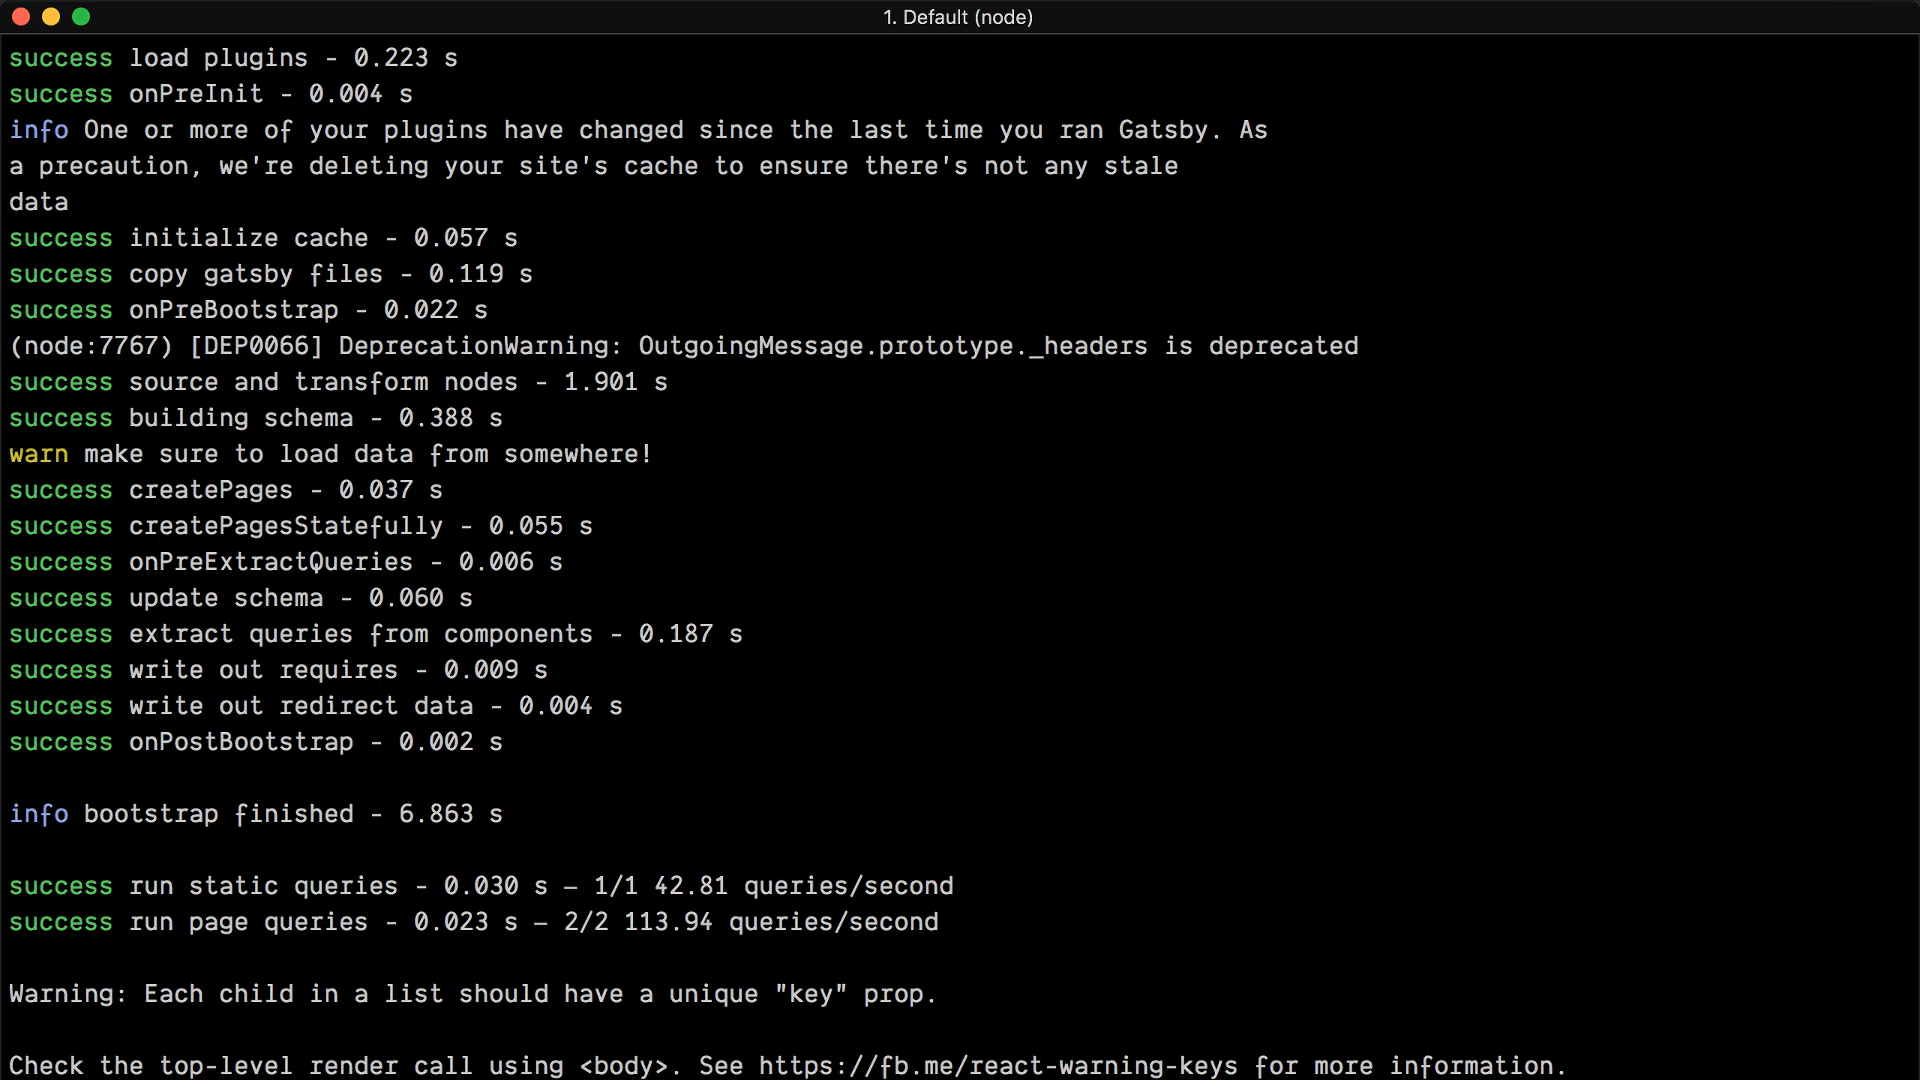 1. Default (node)
success load plugins - 0.223 s
success onPreInit - 0.004 s
info One or more of your plugins have changed since the last time you ran Gatsby. As
a precaution, we're deleting your site's cache to ensure there's not any stale
data
success initialize cache - 0.057 s
success copy gatsby files - 0.119 s
success onPreBootstrap - 0.022 s
(node:7767) [DEP0066] DeprecationWarning: OutgoingMessage.prototype._headers is deprecated
success source and transform nodes - 1.901 s
success building schema - 0.388 s
warn make sure to load data from somewhere!
success createPages - 0.037 s
success createPagesStatefully - 0.055 s
success onPreExtractQueries - 0.006 s
success update schema - 0.060 s
success extract queries from components - 0.187 s
success write out requires - 0.009 s
success write out redirect data - 0.004 s
success onPostBootstrap - 0.002 s
info bootstrap finished - 6.863 s
success run static queries - 0.030 s — 1/1 42.81 queries/second
success run page queries - 0.023 s — 2/2 113.94 queries/second
Warning: Each child in a list should have a unique "key" prop.
Check the top-level render call using <body>. See https://fb.me/react-warning-keys for more information.